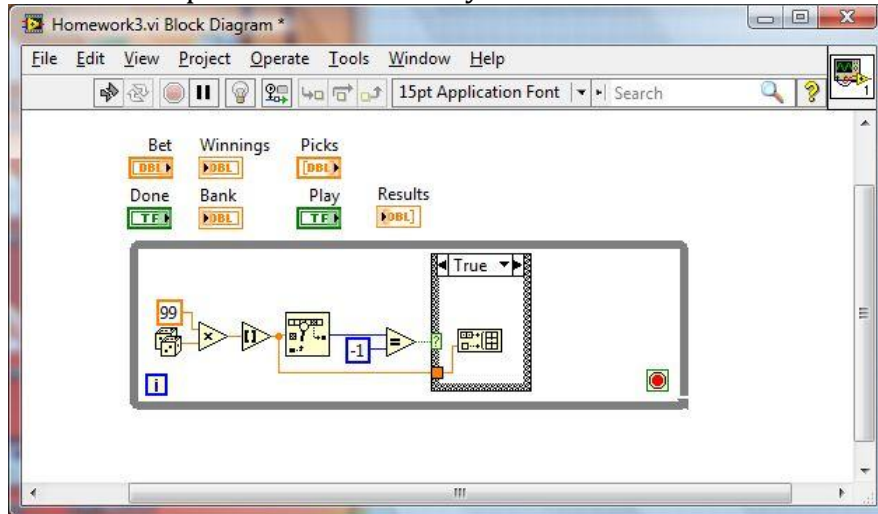 Homework3.vi Block Diagram *
File Edit View Project Operate Tools Window Help
15pt Application Font Search
1
Bet Winnings Picks
DBL DBL [DBL]
Done Bank Play Results
TF DBL TF [DBL]
True
99
-1
?
i